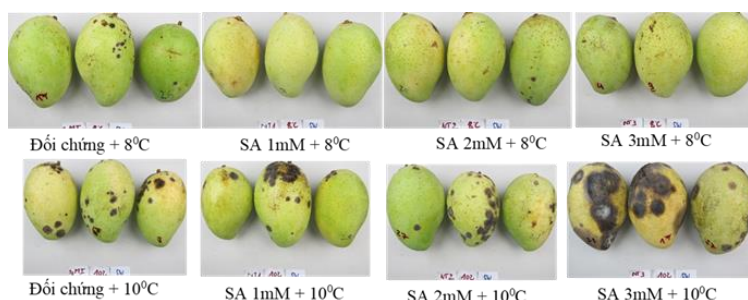 Đối chứng + 8⁰C
SA 1mM + 8⁰C
SA 2mM + 8⁰C
SA 3mM + 8⁰C
Đối chứng + 10⁰C
SA 1mM + 10⁰C
SA 2mM + 10⁰C
SA 3mM + 10⁰C